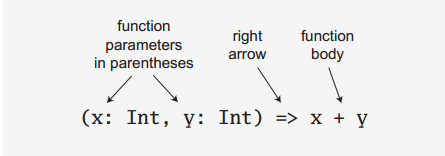 function
parameters
in parentheses
right
arrow
function
body
(x: Int, y: Int) => x + y